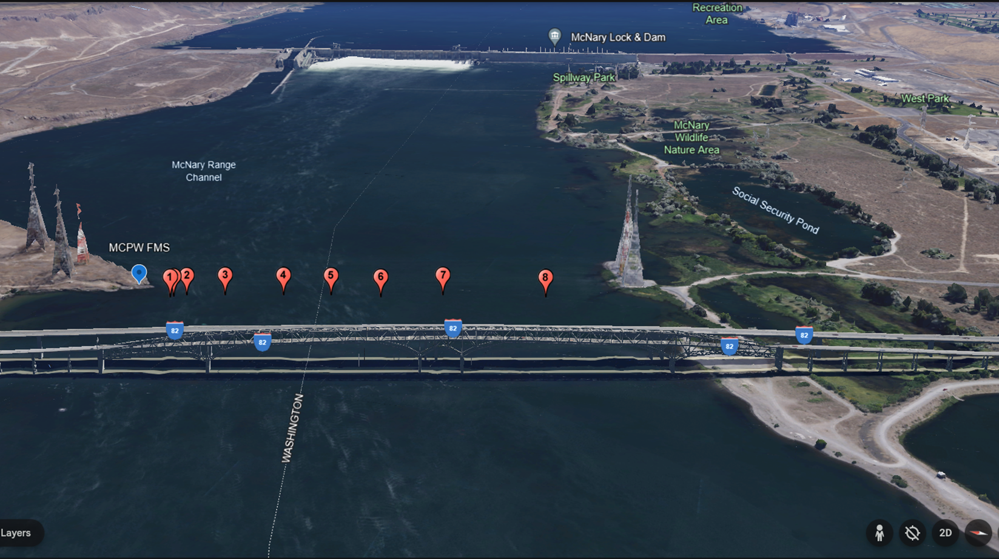 Recreation
Area
McNary Lock & Dam
Spillway Park
West Park
McNary
Wildlife
Nature Area
McNary Range
Channel
Social Security Pond
MCPW FMS
1
2
3
4
5
6
7
8
82
82
82
82
82
WASHINGTON
Layers
2D